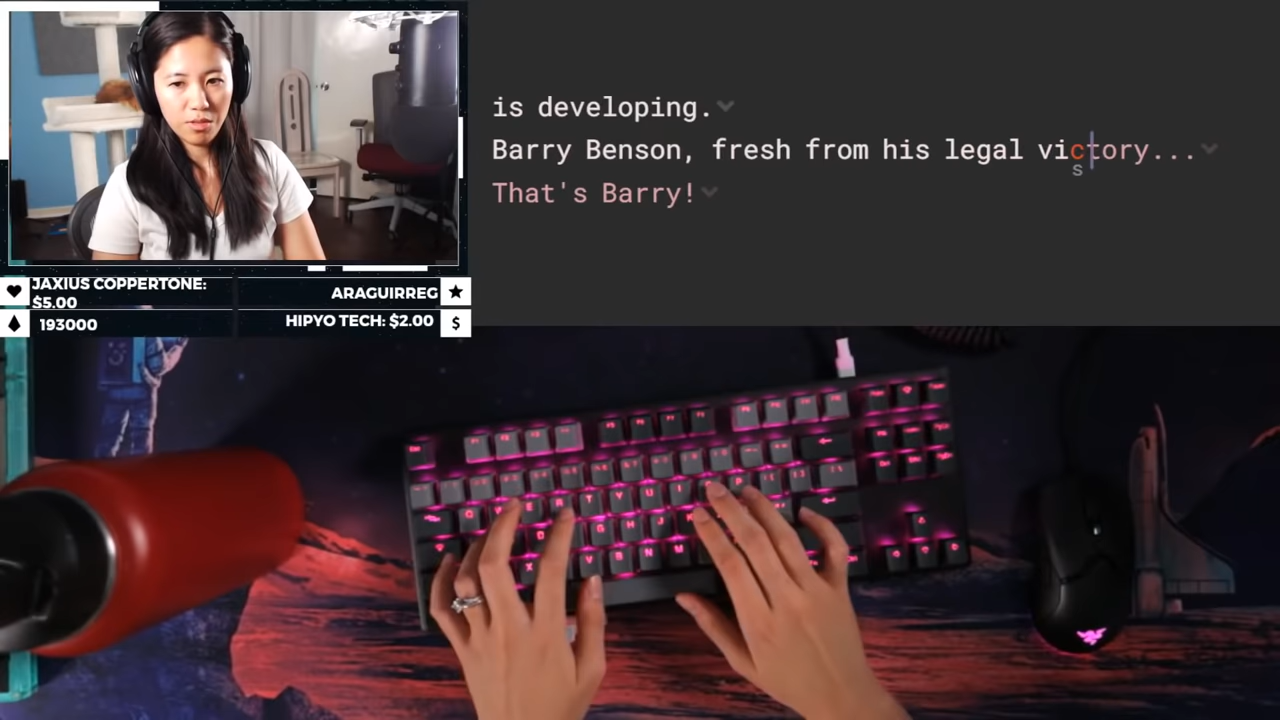 is developing.
Barry Benson, fresh from his legal victory...
s
That's Barry!
JAXIUS COPPERTONE:
$5.00
ARAGUIRREG
193000
HIPYO TECH: $2.00
$
Q
E
R
T
Y
U
I
P
D
G
H
J
K
X
V
B
N
M